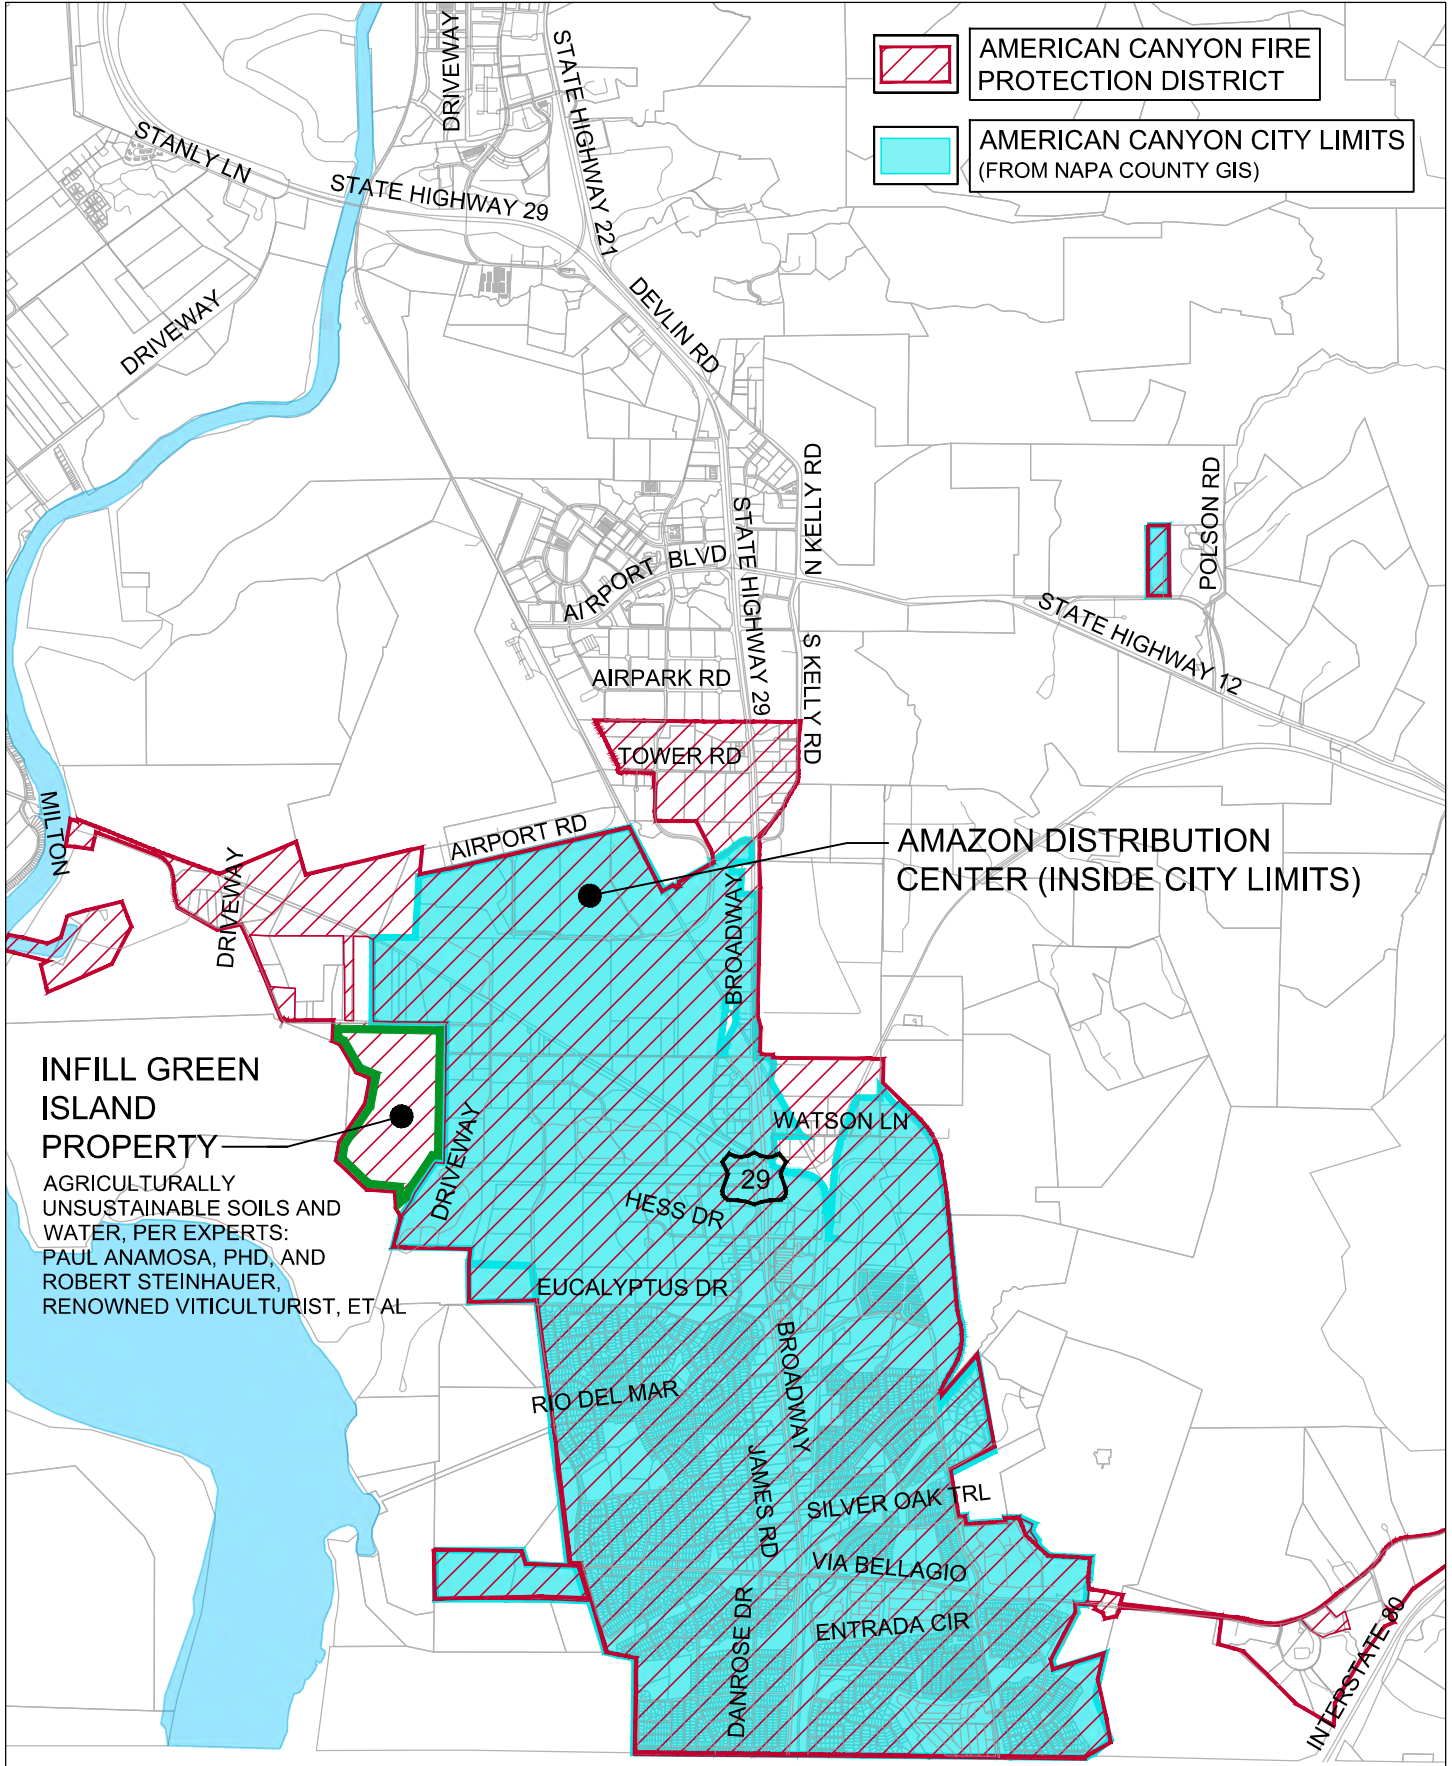 AMERICAN CANYON FIRE
PROTECTION DISTRICT
AMERICAN CANYON CITY LIMITS
(FROM NAPA COUNTY GIS)
DRIVEWAY
STATE HIGHWAY 221
STANLY LN
STATE HIGHWAY 29
DRIVEWAY
DEVLIN RD
N KELLY RD
POLSON RD
STATE HIGHWAY 29
AIRPORT BLVD
STATE HIGHWAY 12
S KELLY RD
AIRPARK RD
TOWER RD
MILTON
AIRPORT RD
AMAZON DISTRIBUTION
CENTER (INSIDE CITY LIMITS)
DRIVEWAY
BROADWAY
INFILL GREEN
ISLAND
PROPERTY
AGRICULTURALLY
UNSUSTAINABLE SOILS AND
WATER, PER EXPERTS:
PAUL ANAMOSA, PHD, AND
ROBERT STEINHAUER,
RENOWNED VITICULTURIST, ET AL
DRIVEWAY
WATSON LN
29
HESS DR
EUCALYPTUS DR
BROADWAY
RIO DEL MAR
JAMES RD
SILVER OAK TRL
VIA BELLAGIO
DANROSE DR
ENTRADA CIR
INTERSTATE 80